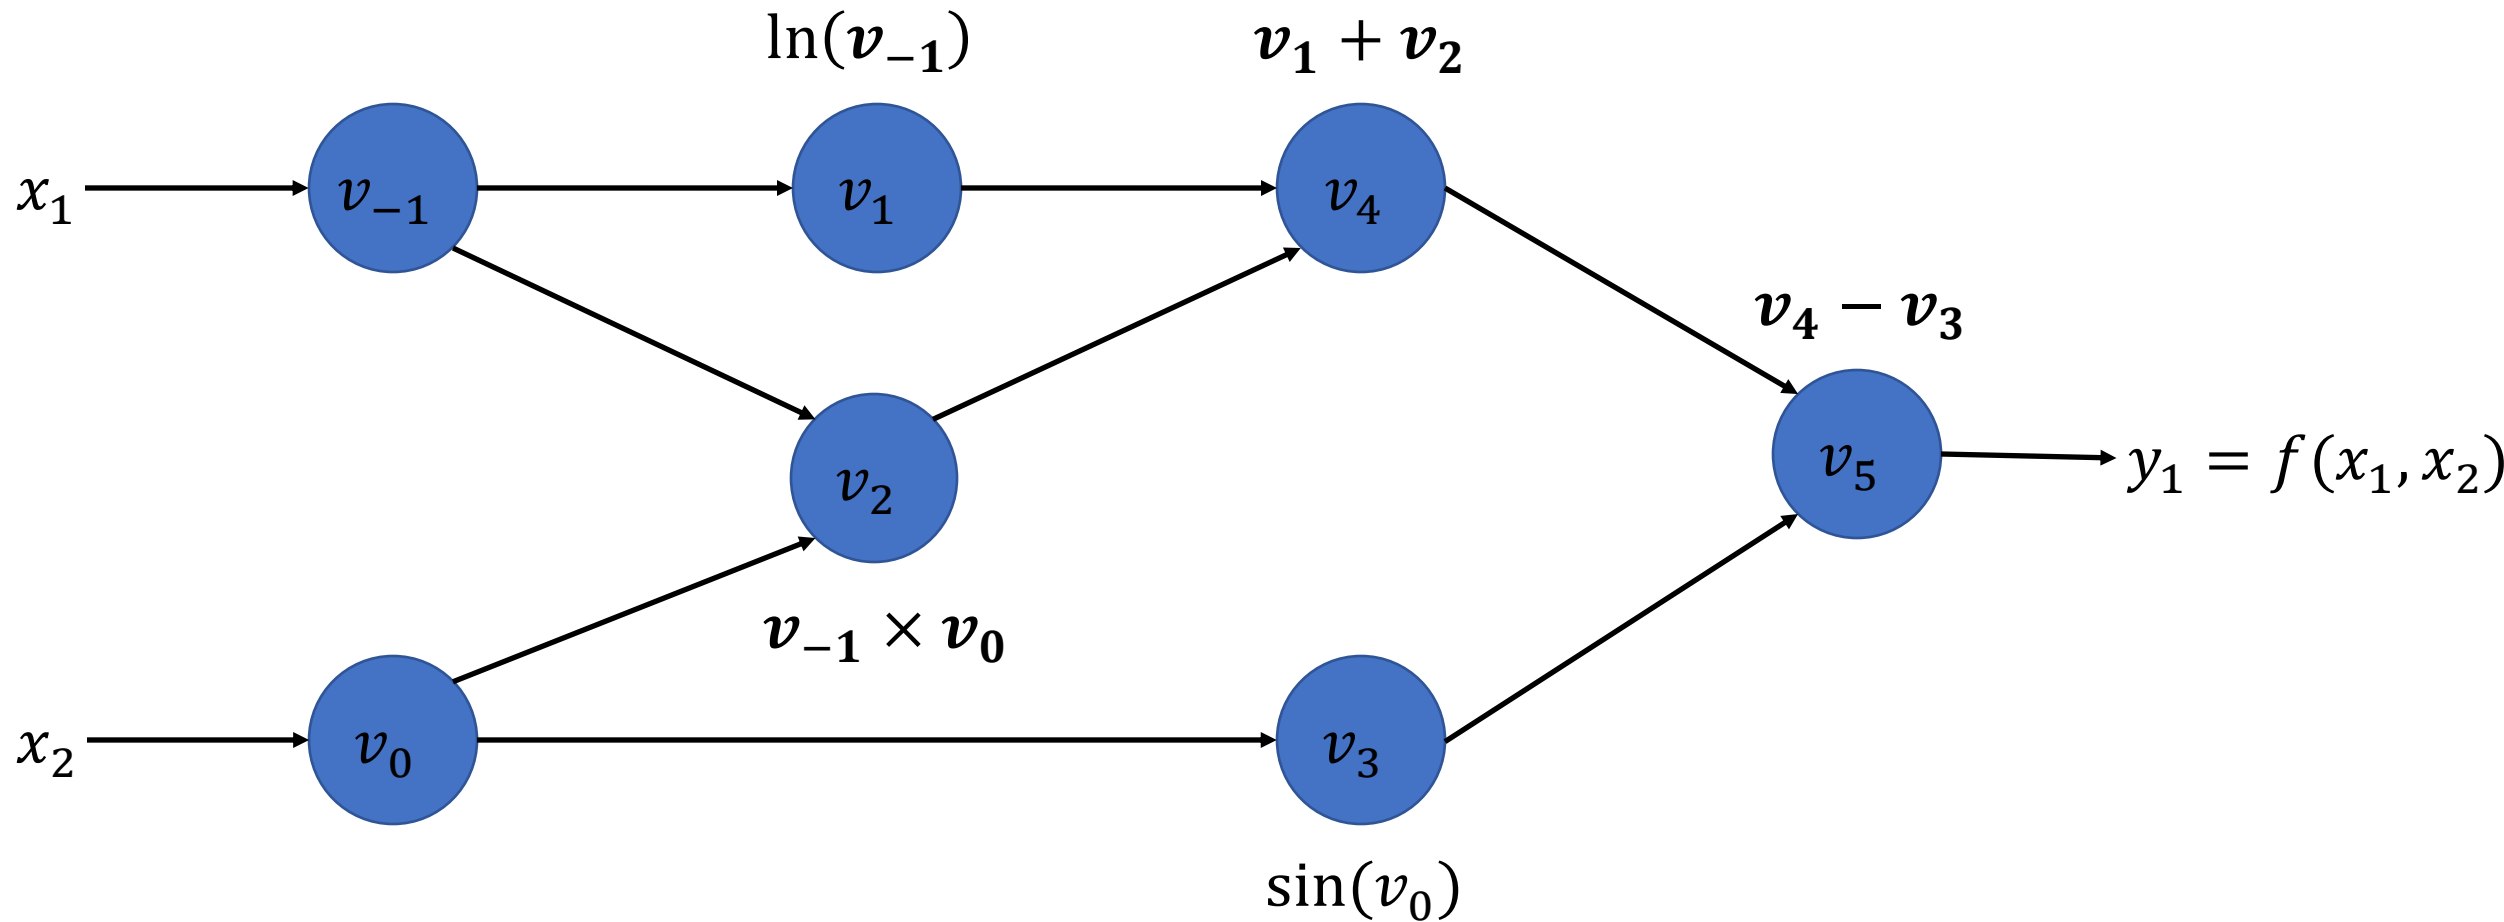 ln(v₋₁)
v₁ + v₂
x₁
v₋₁
v₁
v₄
v₄ − v₃
v₂
v₅
y₁ = f(x₁, x₂)
v₋₁ × v₀
x₂
v₀
v₃
sin(v₀)